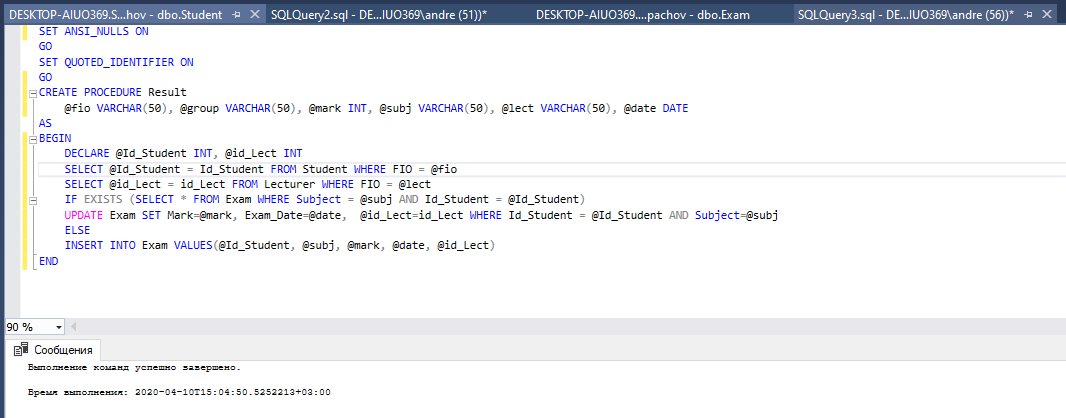 DESKTOP-AIUO369.S...hov - dbo.Student SQLQuery2.sql - DE...IUO369\andre (51))* DESKTOP-AIUO369....pachov - dbo.Exam SQLQuery3.sql - DE...IUO369\andre (56))*
SET ANSI_NULLS ON
GO
SET QUOTED_IDENTIFIER ON
GO
CREATE PROCEDURE Result
@fio VARCHAR(50), @group VARCHAR(50), @mark INT, @subj VARCHAR(50), @lect VARCHAR(50), @date DATE
AS
BEGIN
DECLARE @Id_Student INT, @id_Lect INT
SELECT @Id_Student = Id_Student FROM Student WHERE FIO = @fio
SELECT @id_Lect = id_Lect FROM Lecturer WHERE FIO = @lect
IF EXISTS (SELECT * FROM Exam WHERE Subject = @subj AND Id_Student = @Id_Student)
UPDATE Exam SET Mark=@mark, Exam_Date=@date, @id_Lect=id_Lect WHERE Id_Student = @Id_Student AND Subject=@subj
ELSE
INSERT INTO Exam VALUES(@Id_Student, @subj, @mark, @date, @id_Lect)
END
90 %
Сообщения
Выполнение команд успешно завершено.
Время выполнения: 2020-04-10T15:04:50.5252213+03:00